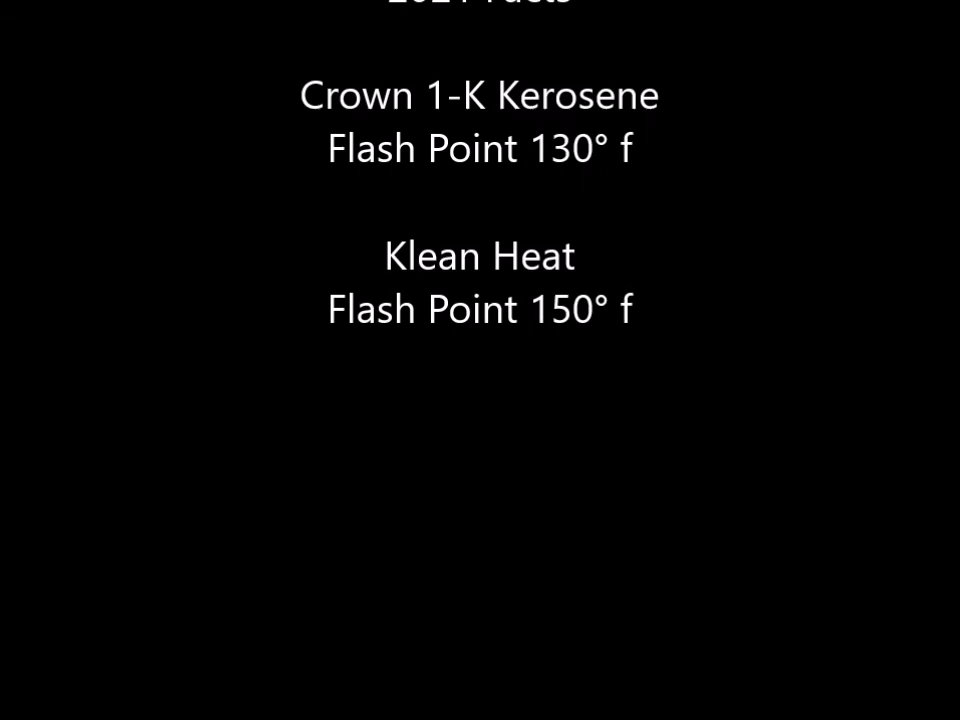 Crown 1-K Kerosene
Flash Point 130° f
Klean Heat
Flash Point 150° f